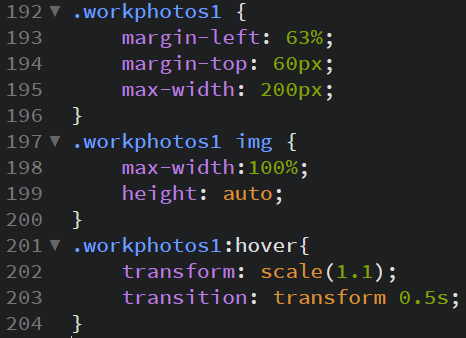 192 ▼ .workphotos1 {
193     margin-left: 63%;
194     margin-top: 60px;
195     max-width: 200px;
196 }
197 ▼ .workphotos1 img {
198     max-width:100%;
199     height: auto;
200 }
201 ▼ .workphotos1:hover{
202     transform: scale(1.1);
203     transition: transform 0.5s;
204 }